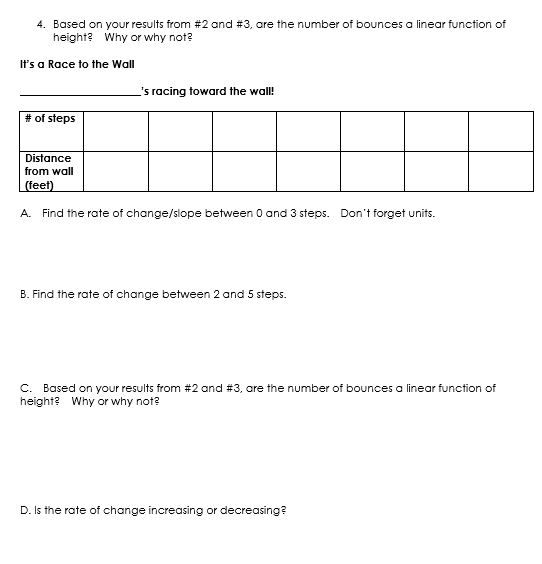 4. Based on your results from #2 and #3, are the number of bounces a linear function of
height? Why or why not?
It's a Race to the Wall
____________________'s racing toward the wall!
# of steps
Distance
from wall
(feet)
A. Find the rate of change/slope between 0 and 3 steps. Don't forget units.
B. Find the rate of change between 2 and 5 steps.
C. Based on your results from #2 and #3, are the number of bounces a linear function of
height? Why or why not?
D. Is the rate of change increasing or decreasing?